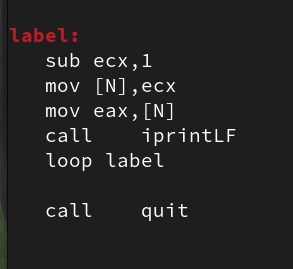 label:
sub ecx,1
mov [N],ecx
mov eax,[N]
call    iprintLF
loop label
call    quit